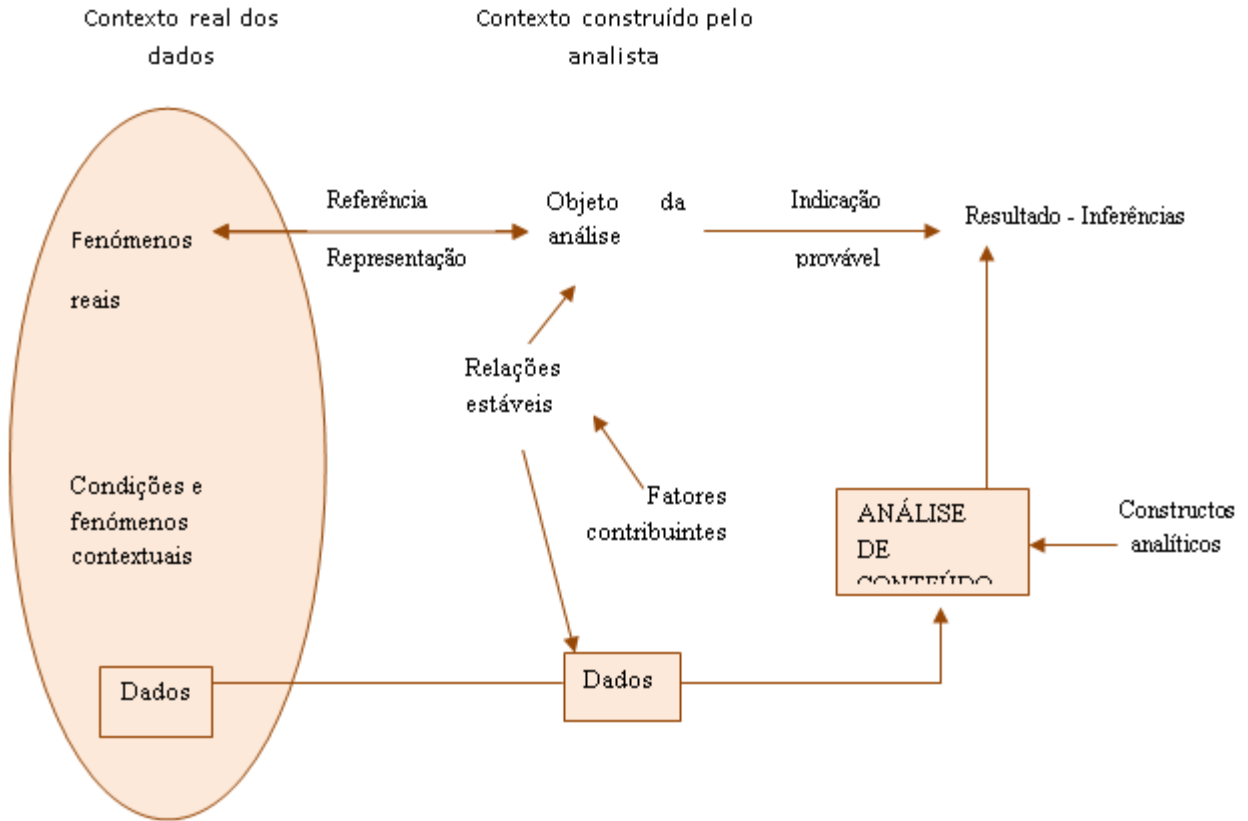 Contexto real dos
dados
Contexto construído pelo
analista
Referência
Representação
Objeto da
análise
Indicação
provável
Resultado - Inferências
Fenómenos
reais
Relações
estáveis
Condições e
fenómenos
contextuais
Fatores
contribuintes
ANÁLISE
DE
CONTEÚDO
Constructos
analíticos
Dados
Dados